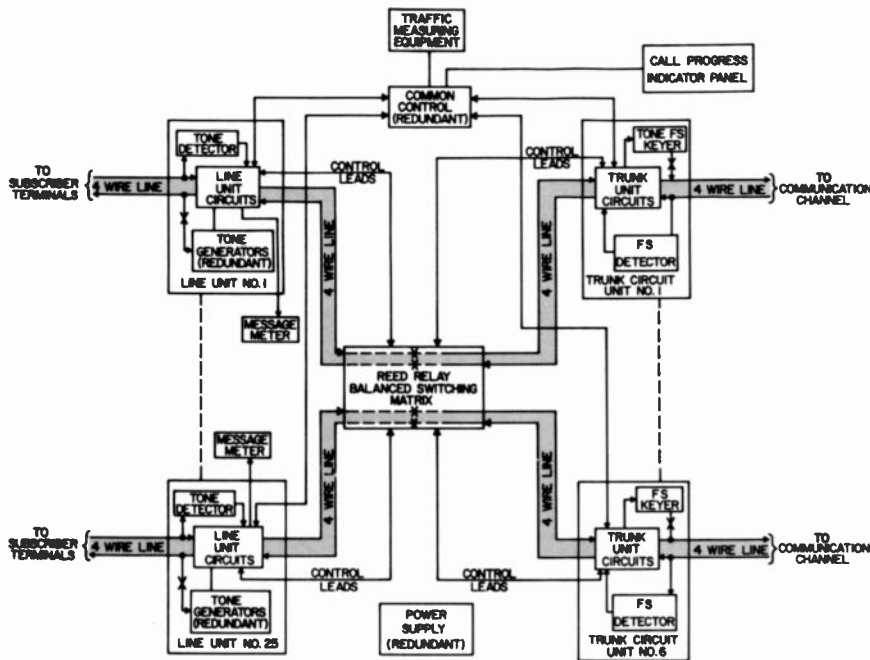 TRAFFIC
MEASURING
EQUIPMENT
CALL PROGRESS
INDICATOR PANEL
COMMON
CONTROL
(REDUNDANT)
TONE
DETECTOR
LINE
UNIT
CIRCUITS
TONE
GENERATORS
(REDUNDANT)
LINE UNIT NO. 1
TO
SUBSCRIBER
TERMINALS
4 WIRE LINE
CONTROL
LEADS
4 WIRE LINE
MESSAGE
METER
CONTROL
LEADS
4 WIRE LINE
TONE FS
KEYER
TRUNK
UNIT
CIRCUITS
FS
DETECTOR
TRUNK CIRCUIT
UNIT NO. 1
4 WIRE LINE
TO
COMMUNICATION
CHANNEL
REED RELAY
BALANCED SWITCHING
MATRIX
MESSAGE
METER
TONE
DETECTOR
LINE
UNIT
CIRCUITS
TONE
GENERATORS
(REDUNDANT)
LINE UNIT NO. 25
TO
SUBSCRIBER
TERMINALS
4 WIRE LINE
4 WIRE LINE
CONTROL
LEADS
POWER
SUPPLY
(REDUNDANT)
4 WIRE LINE
CONTROL
LEADS
FS
KEYER
TRUNK
UNIT
CIRCUITS
FS
DETECTOR
TRUNK CIRCUIT
UNIT NO. 6
4 WIRE LINE
TO
COMMUNICATION
CHANNEL